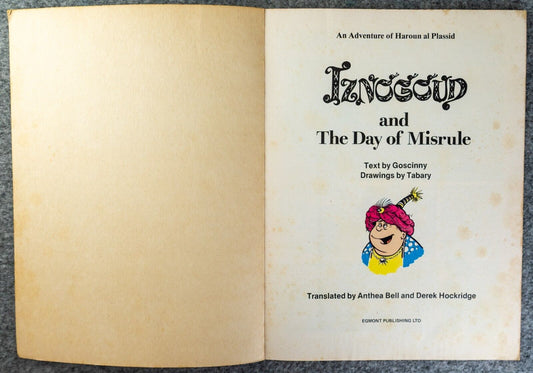 An Adventure of Haroun al Plassid
IZNOGOUD
and
The Day of Misrule
Text by Goscinny
Drawings by Tabary
Translated by Anthea Bell and Derek Hockridge
EGMONT PUBLISHING LTD